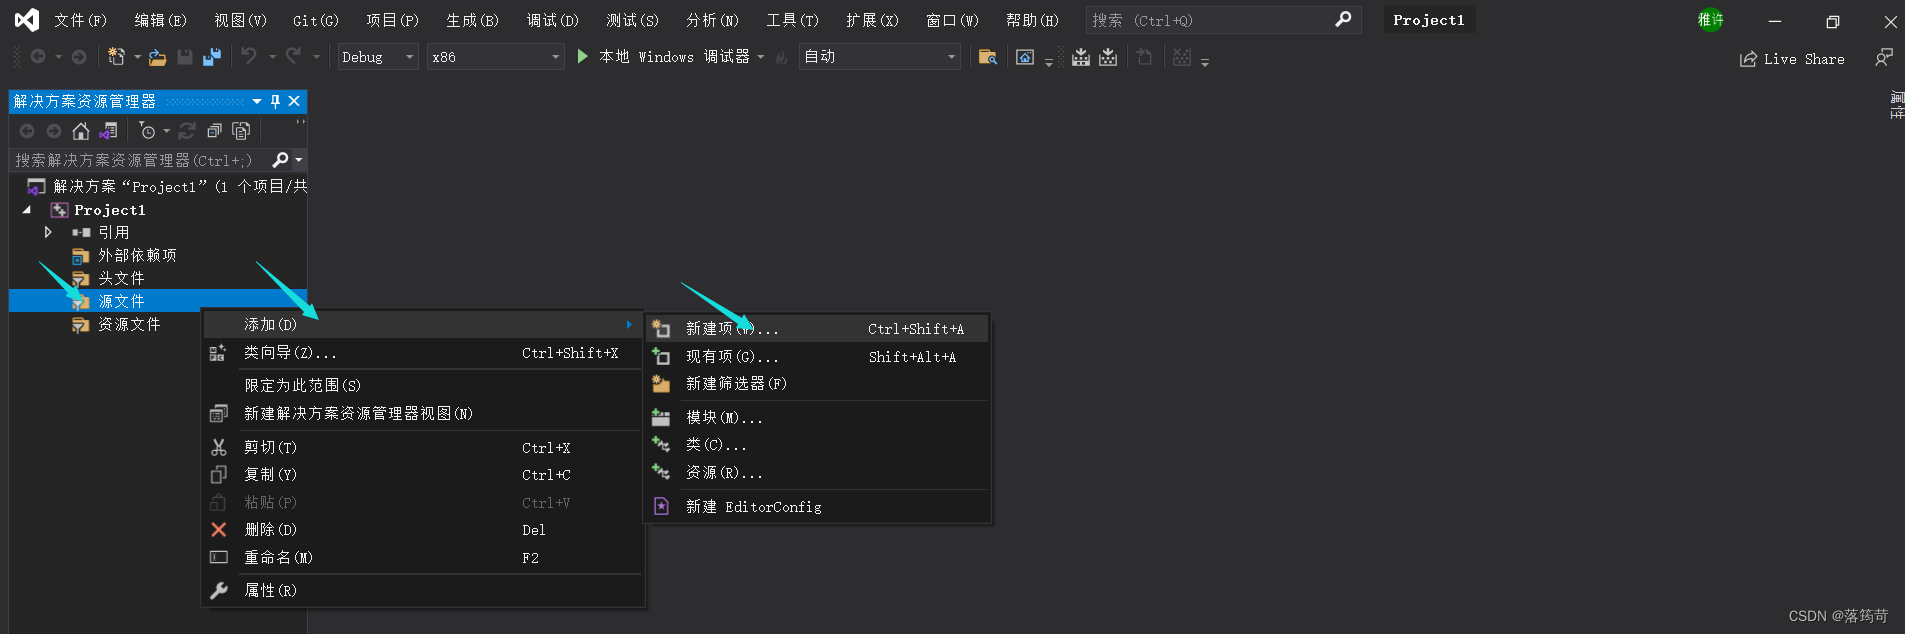 文件(F) 编辑(E) 视图(V) Git(G) 项目(P) 生成(B) 调试(D) 测试(S) 分析(N) 工具(T) 扩展(X) 窗口(W) 帮助(H) 搜索 (Ctrl+Q) Project1 雅许
Debug x86 本地 Windows 调试器 自动 Live Share
解决方案资源管理器
属性
搜索解决方案资源管理器(Ctrl+;)
解决方案“Project1”(1 个项目/共
Project1
引用
外部依赖项
头文件
源文件
资源文件
添加(D)
类向导(Z)... Ctrl+Shift+X
限定为此范围(S)
新建解决方案资源管理器视图(N)
剪切(T) Ctrl+X
复制(Y) Ctrl+C
粘贴(P) Ctrl+V
删除(D) Del
重命名(M) F2
属性(R)
新建项(W)... Ctrl+Shift+A
现有项(G)... Shift+Alt+A
新建筛选器(F)
模块(M)...
类(C)...
资源(R)...
新建 EditorConfig
CSDN @落筠苛